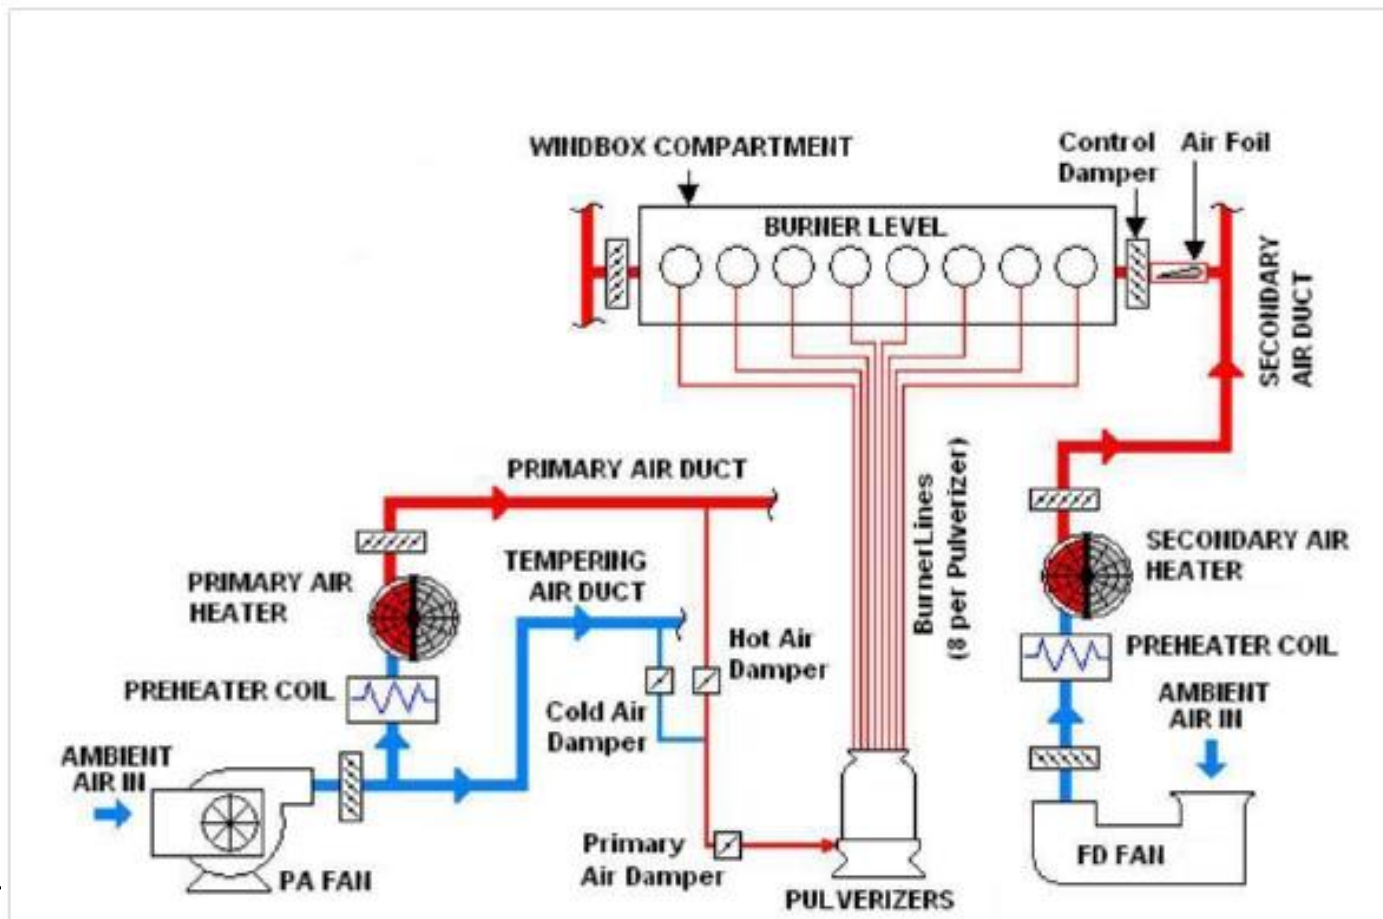 WINDBOX COMPARTMENT
Control
Damper
Air Foil
BURNER LEVEL
SECONDARY
AIR DUCT
PRIMARY AIR DUCT
BurnerLines
(8 per Pulverizer)
TEMPERING
AIR DUCT
PRIMARY AIR
HEATER
SECONDARY AIR
HEATER
Hot Air
Damper
PREHEATER COIL
PREHEATER COIL
Cold Air
Damper
AMBIENT
AIR IN
AMBIENT
AIR IN
Primary
Air Damper
PA FAN
PULVERIZERS
FD FAN